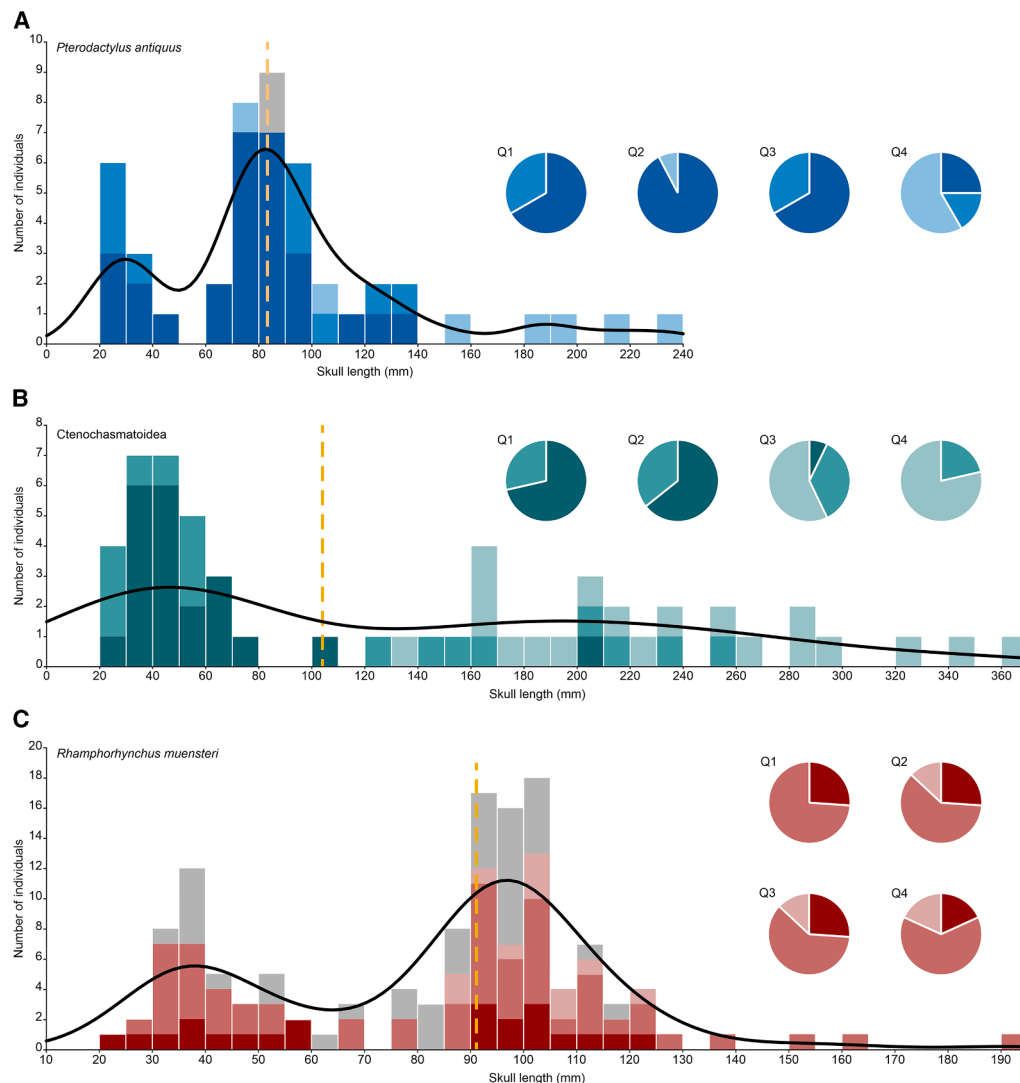 A
Pterodactylus antiquus
10
9
8
7
6
5
4
3
2
1
0
Number of individuals
Q1 Q2 Q3 Q4
0 20 40 60 80 100 120 140 160 180 200 220 240
Skull length (mm)
B
Ctenochasmatoidea
8
7
6
5
4
3
2
1
0
Number of individuals
Q1 Q2 Q3 Q4
0 20 40 60 80 100 120 140 160 180 200 220 240 260 280 300 320 340 360
Skull length (mm)
C
Rhamphorhynchus muensteri
20
18
16
14
12
10
8
6
4
2
0
Number of individuals
Q1 Q2
Q3 Q4
10 20 30 40 50 60 70 80 90 100 110 120 130 140 150 160 170 180 190
Skull length (mm)